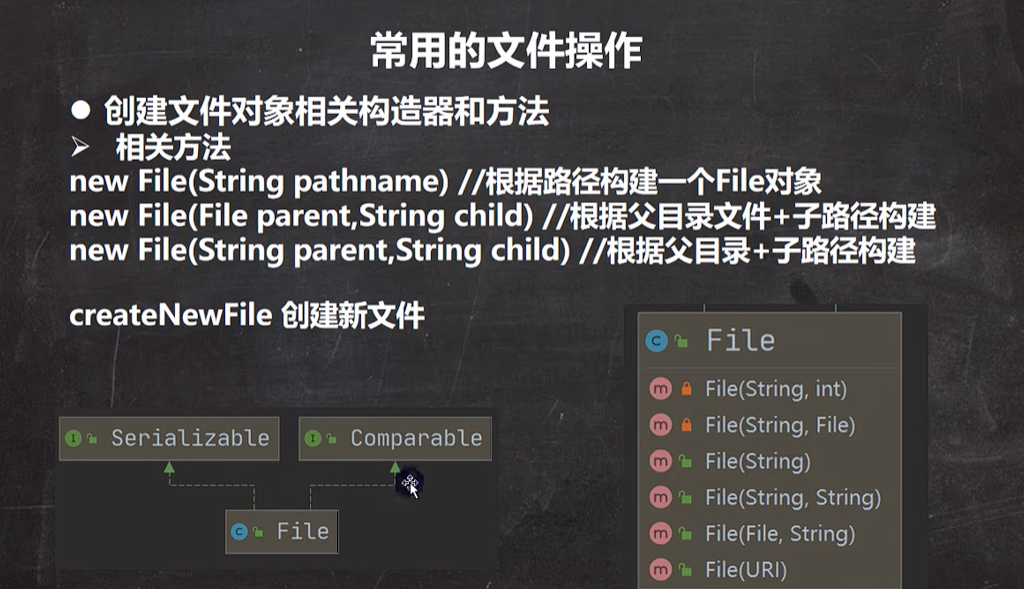 常用的文件操作
● 创建文件对象相关构造器和方法
➢ 相关方法
new File(String pathname) //根据路径构建一个File对象
new File(File parent,String child) //根据父目录文件+子路径构建
new File(String parent,String child) //根据父目录+子路径构建
createNewFile 创建新文件
I Serializable
I Comparable
C File
C File
m File(String, int)
m File(String, File)
m File(String)
m File(String, String)
m File(File, String)
m File(URI)